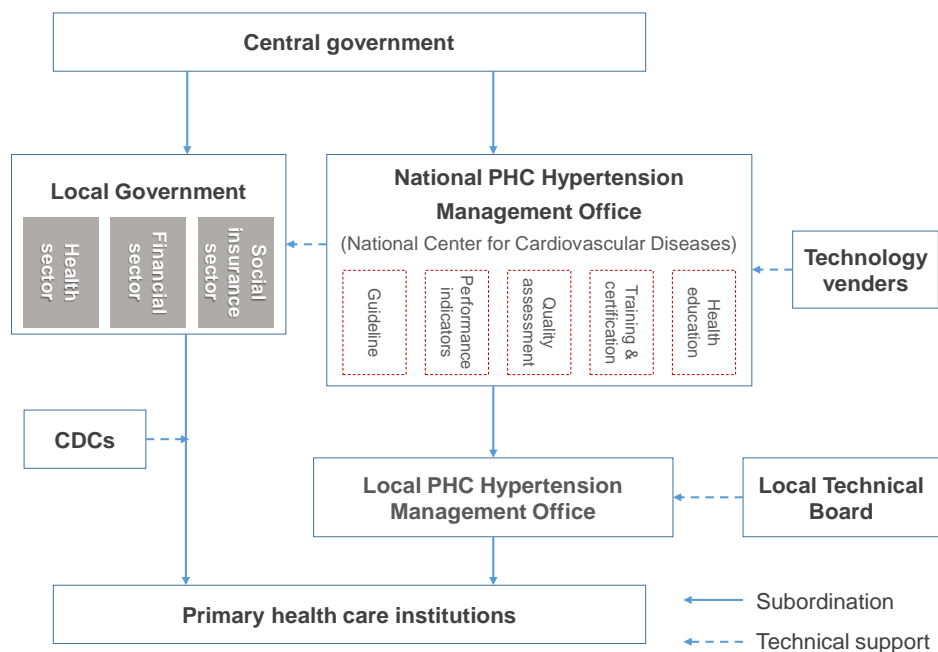 Central government
Local Government
Health
sector
Financial
sector
Social
insurance
sector
National PHC Hypertension
Management Office
(National Center for Cardiovascular Diseases)
Guideline
Performance
indicators
Quality
assessment
Training &
certification
Health
education
Technology
venders
CDCs
Local PHC Hypertension
Management Office
Local Technical
Board
Primary health care institutions
Subordination
Technical support